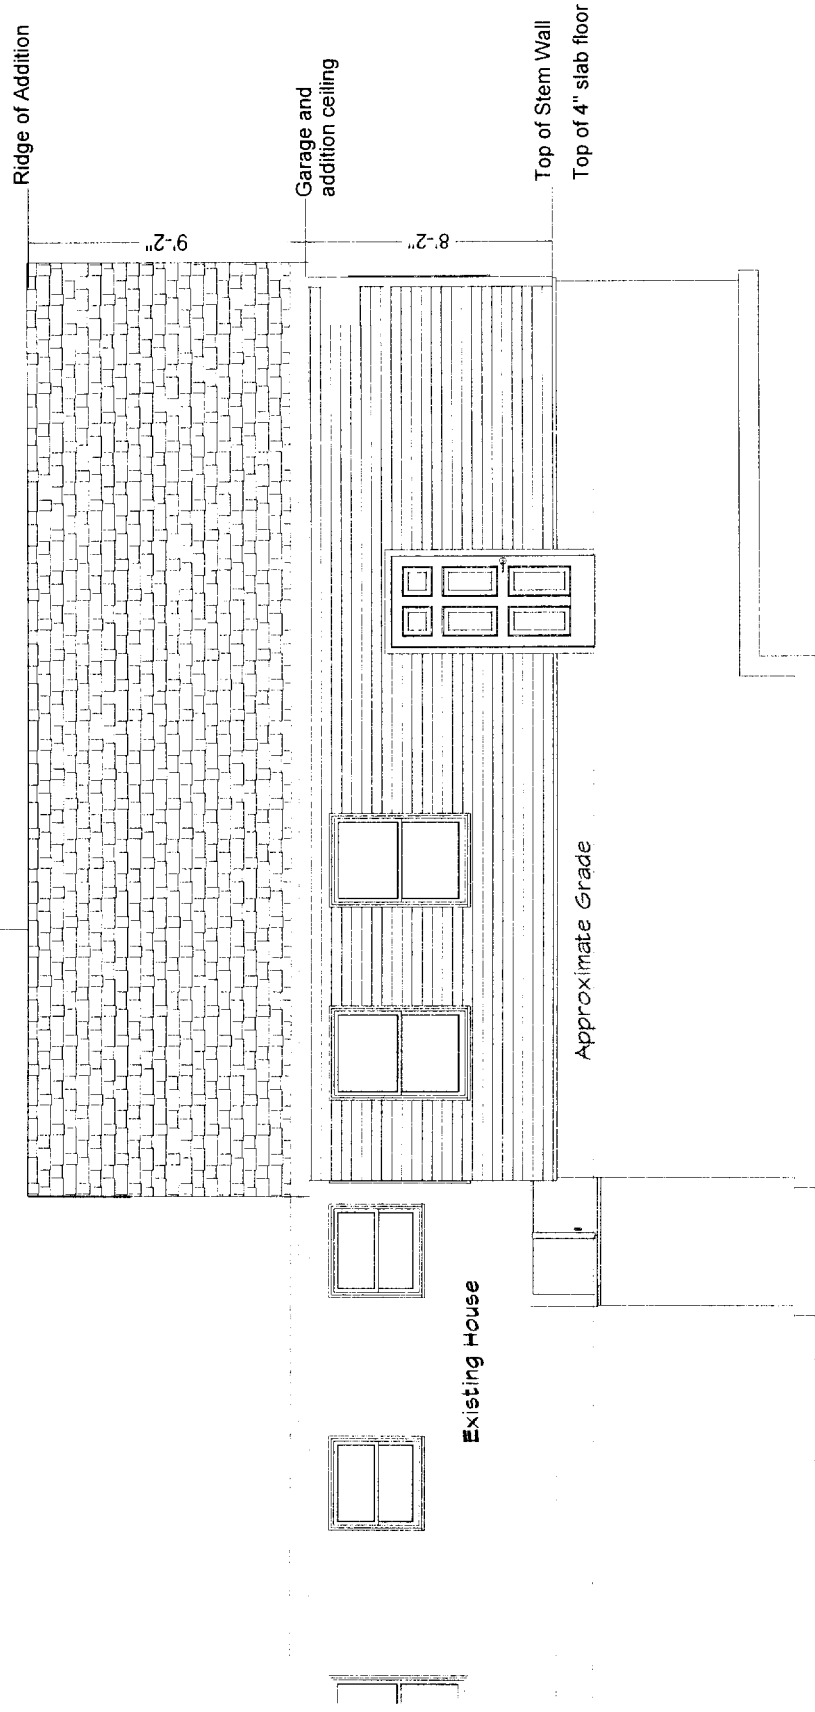 Ridge of Addition
9'-2"
Garage and
addition ceiling
8'-2"
Top of Stem Wall
Top of 4" slab floor
Approximate Grade
Existing House